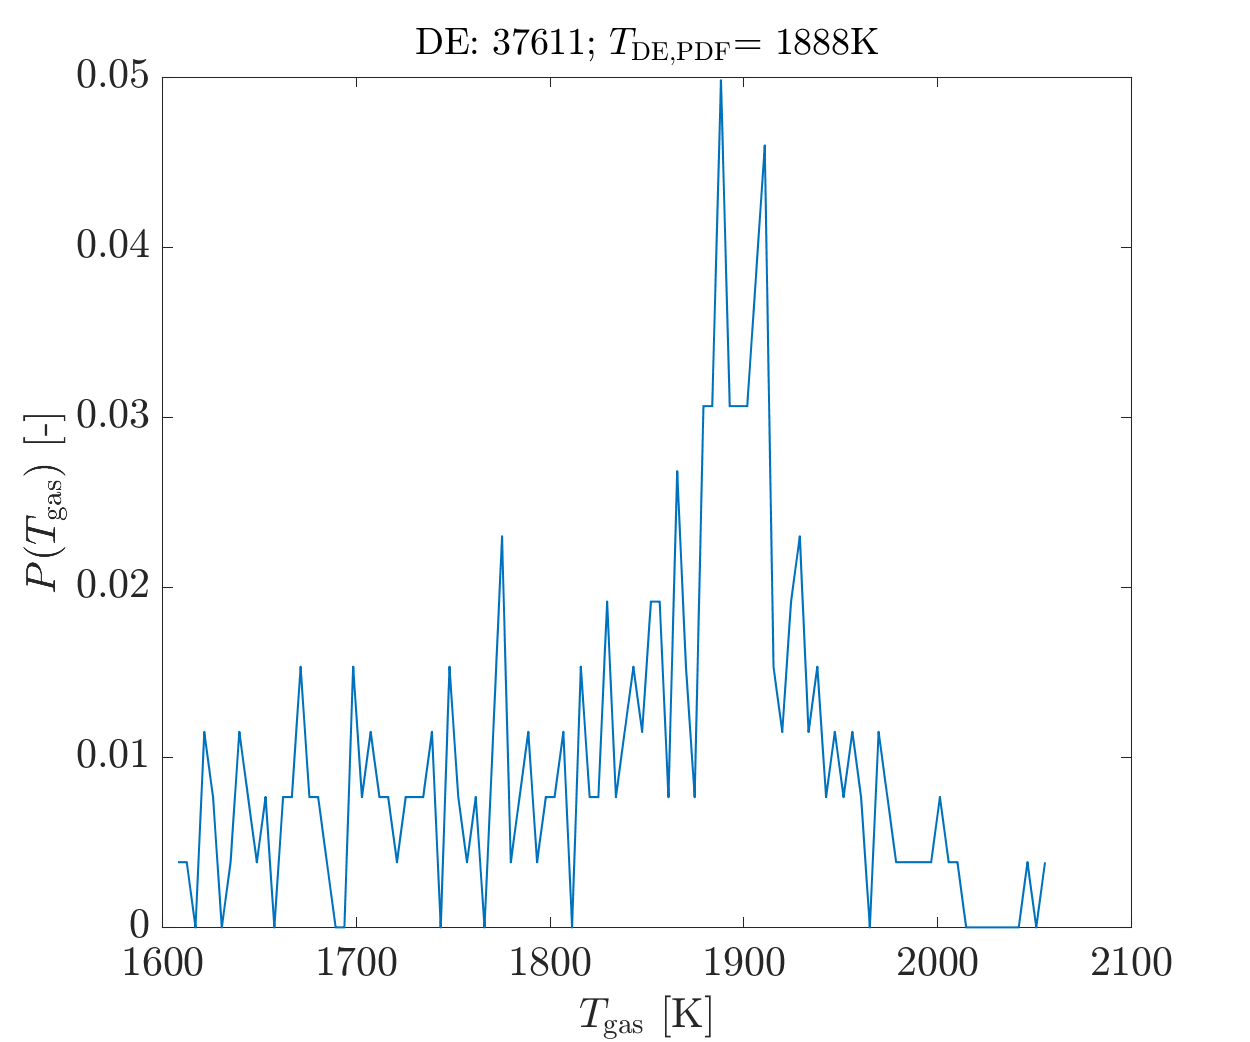 DE: 37611; T_DE,PDF= 1888K
0.05
0.04
0.03
0.02
0.01
0
P(T_gas) [-]
1600 1700 1800 1900 2000 2100
T_gas [K]